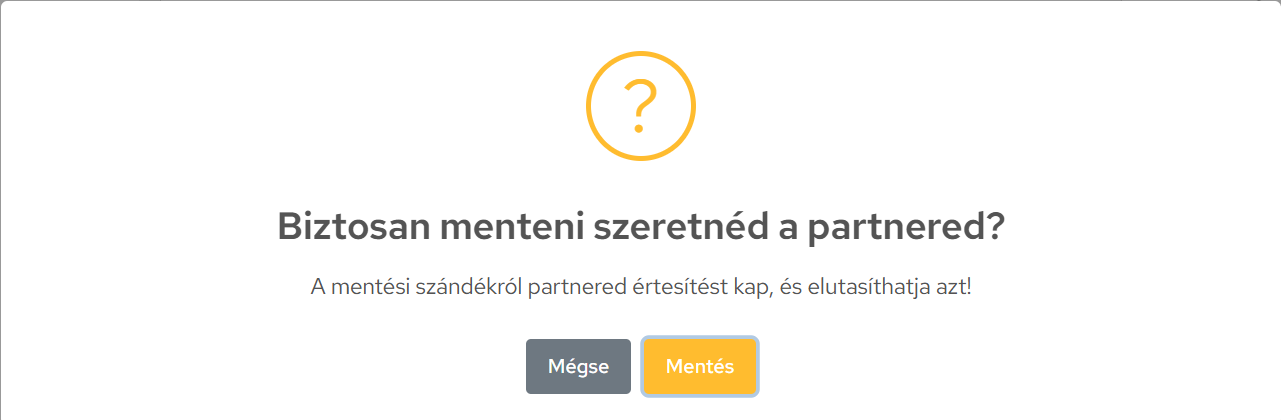 ?
Biztosan menteni szeretnéd a partnered?
A mentési szándékról partnered értesítést kap, és elutasíthatja azt!
Mégse Mentés